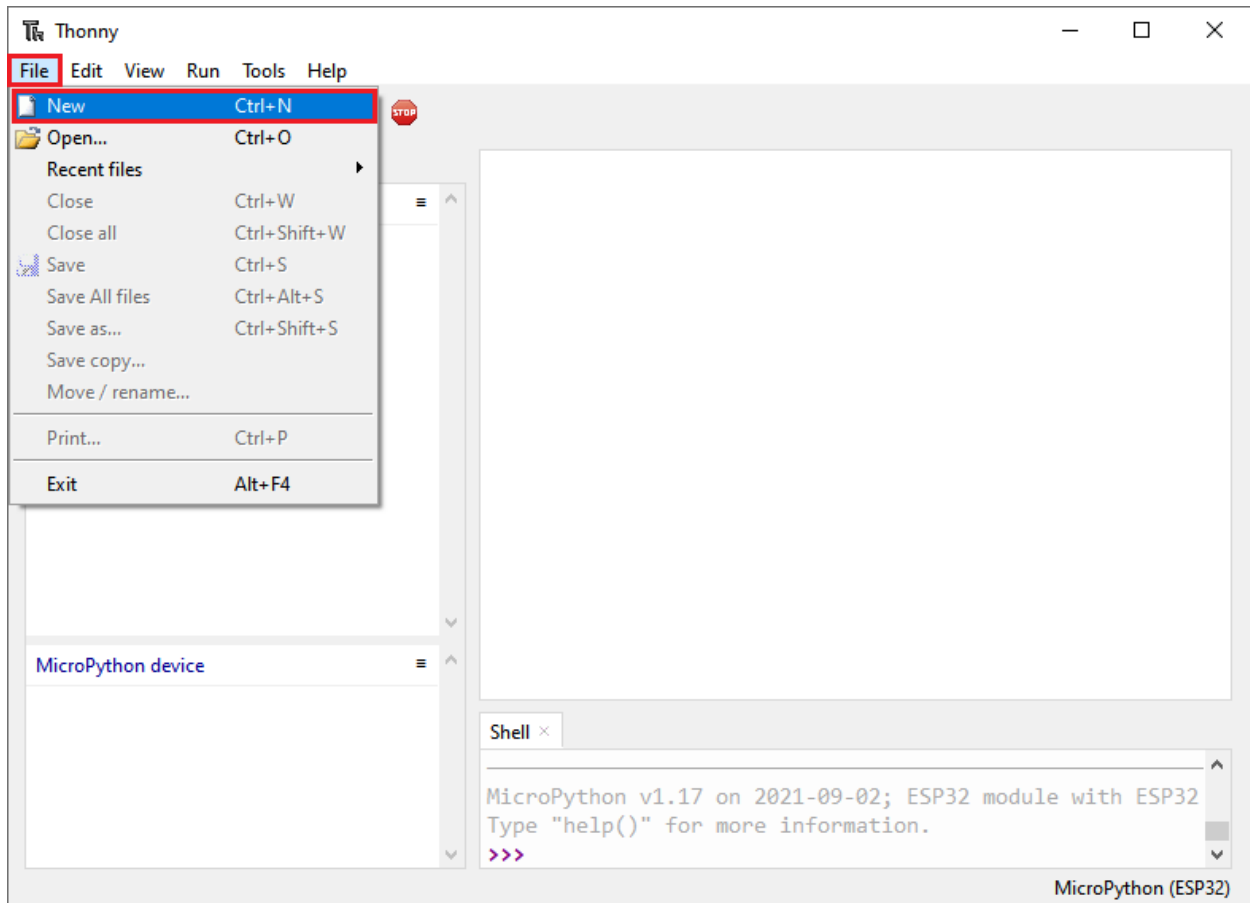 Thonny
File Edit View Run Tools Help
New Ctrl+N
STOP
Open... Ctrl+O
Recent files
Close Ctrl+W
Close all Ctrl+Shift+W
Save Ctrl+S
Save All files Ctrl+Alt+S
Save as... Ctrl+Shift+S
Save copy...
Move / rename...
Print... Ctrl+P
Exit Alt+F4
MicroPython device
Shell
MicroPython v1.17 on 2021-09-02; ESP32 module with ESP32
Type "help()" for more information.
>>>
MicroPython (ESP32)